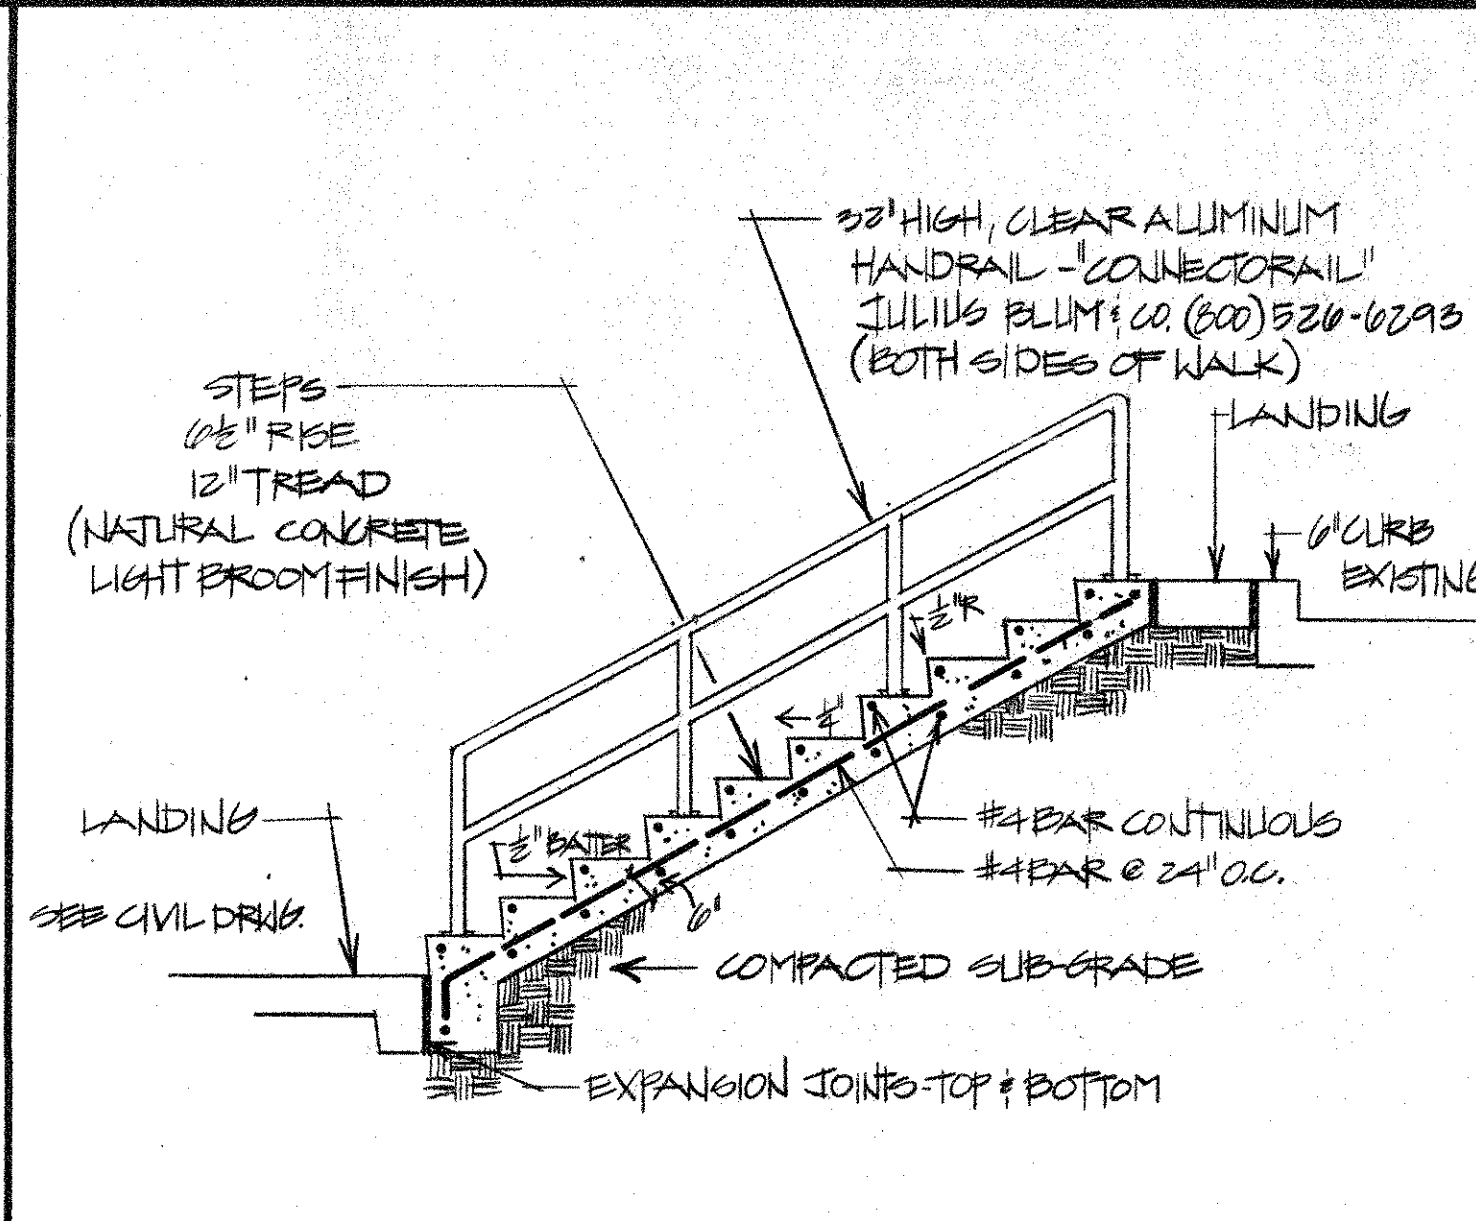 32" HIGH, CLEAR ALUMINUM
HANDRAIL - "CONNECTORAIL"
JULIUS BLUM & CO. (800) 526-6293
(BOTH SIDES OF WALK)
STEPS
6½" RISE
12" TREAD
(NATURAL CONCRETE
LIGHT BROOM FINISH)
LANDING
6" CURB
EXISTING
½"R
¼"
LANDING
SEE CIVIL DRWG.
½" BATTER
6"
#4 BAR CONTINUOUS
#4 BAR @ 24" O.C.
COMPACTED SUB-GRADE
EXPANSION JOINTS - TOP & BOTTOM